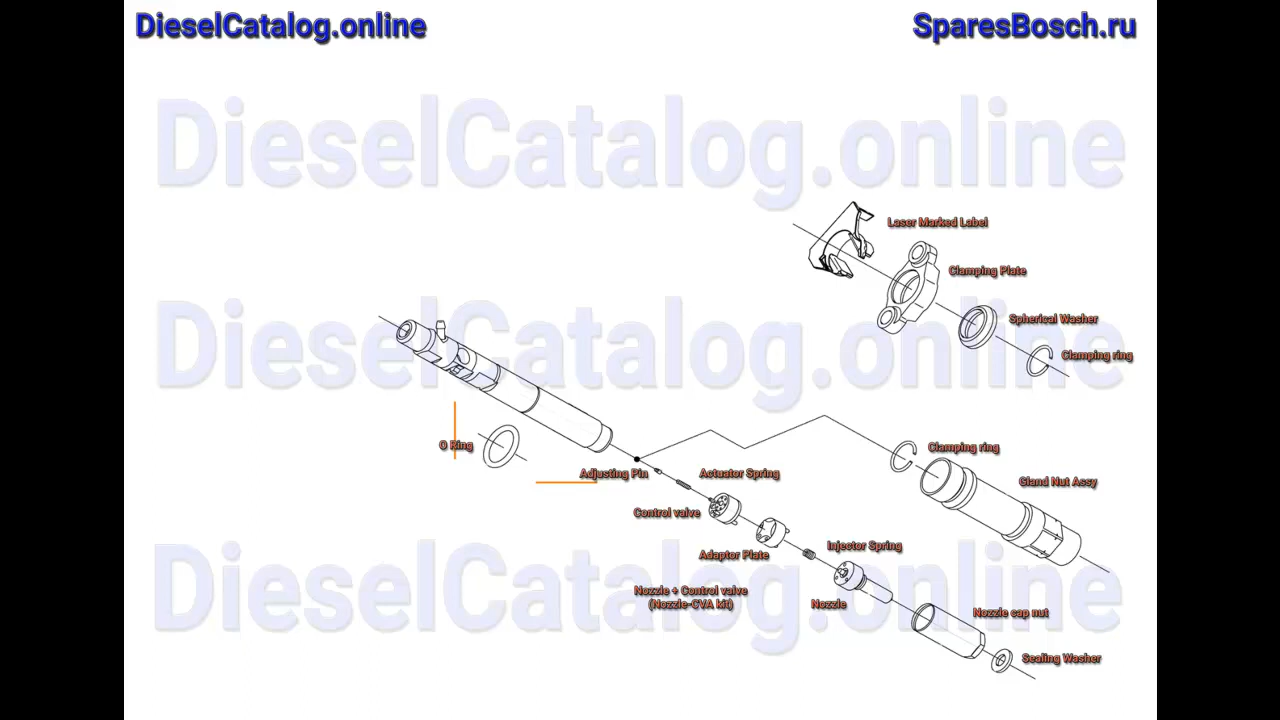 DieselCatalog.online
SparesBosch.ru
DieselCatalog.online
Laser Marked Label
Clamping Plate
Spherical Washer
Clamping ring
DieselCatalog.online
O Ring
Clamping ring
Adjusting Pin
Actuator Spring
Gland Nut Assy
Control valve
Injector Spring
Adaptor Plate
DieselCatalog.online
Nozzle + Control valve
(Nozzle-CVA kit)
Nozzle
Nozzle cap nut
Sealing Washer